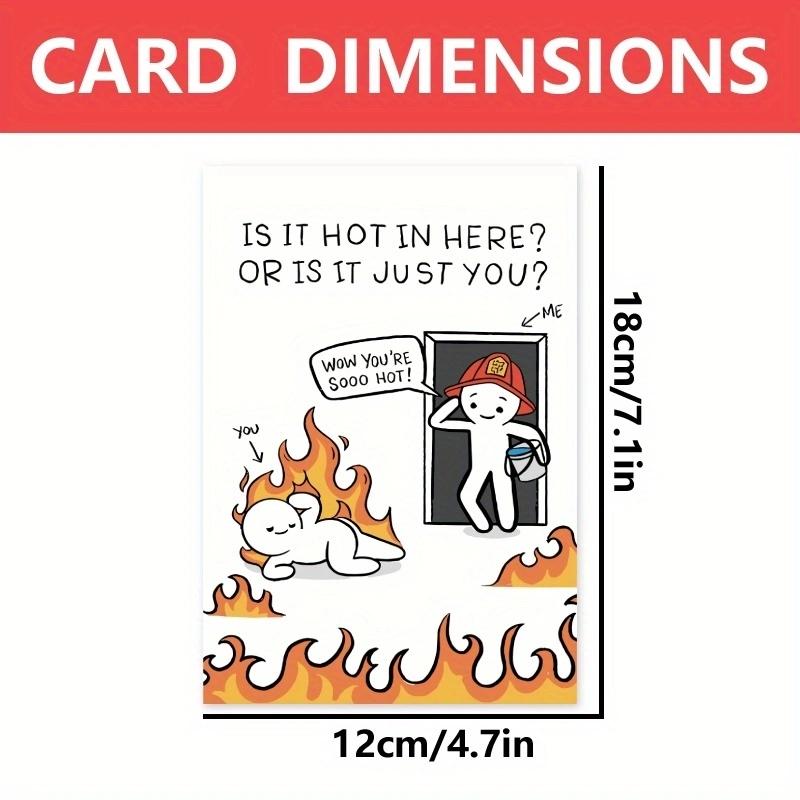 CARD DIMENSIONS
IS IT HOT IN HERE?
OR IS IT JUST YOU?
ME
WOW YOU'RE
SOOO HOT!
YOU
18cm/7.1in
12cm/4.7in